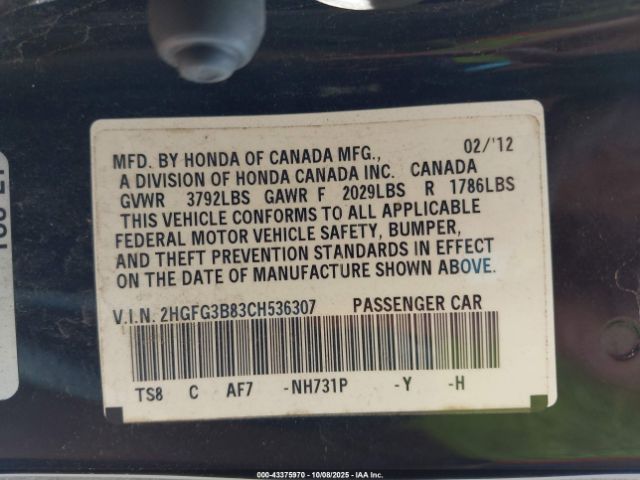 MFD. BY HONDA OF CANADA MFG., 02/'12
A DIVISION OF HONDA CANADA INC. CANADA
GVWR 3792LBS GAWR F 2029LBS R 1786LBS
THIS VEHICLE CONFORMS TO ALL APPLICABLE
FEDERAL MOTOR VEHICLE SAFETY, BUMPER,
AND THEFT PREVENTION STANDARDS IN EFFECT
ON THE DATE OF MANUFACTURE SHOWN ABOVE.
V.I.N. 2HGFG3B83CH536307 PASSENGER CAR
TS8 C AF7 -NH731P -Y -H
000-43375970 | 10/08/2025 | IAA Inc.